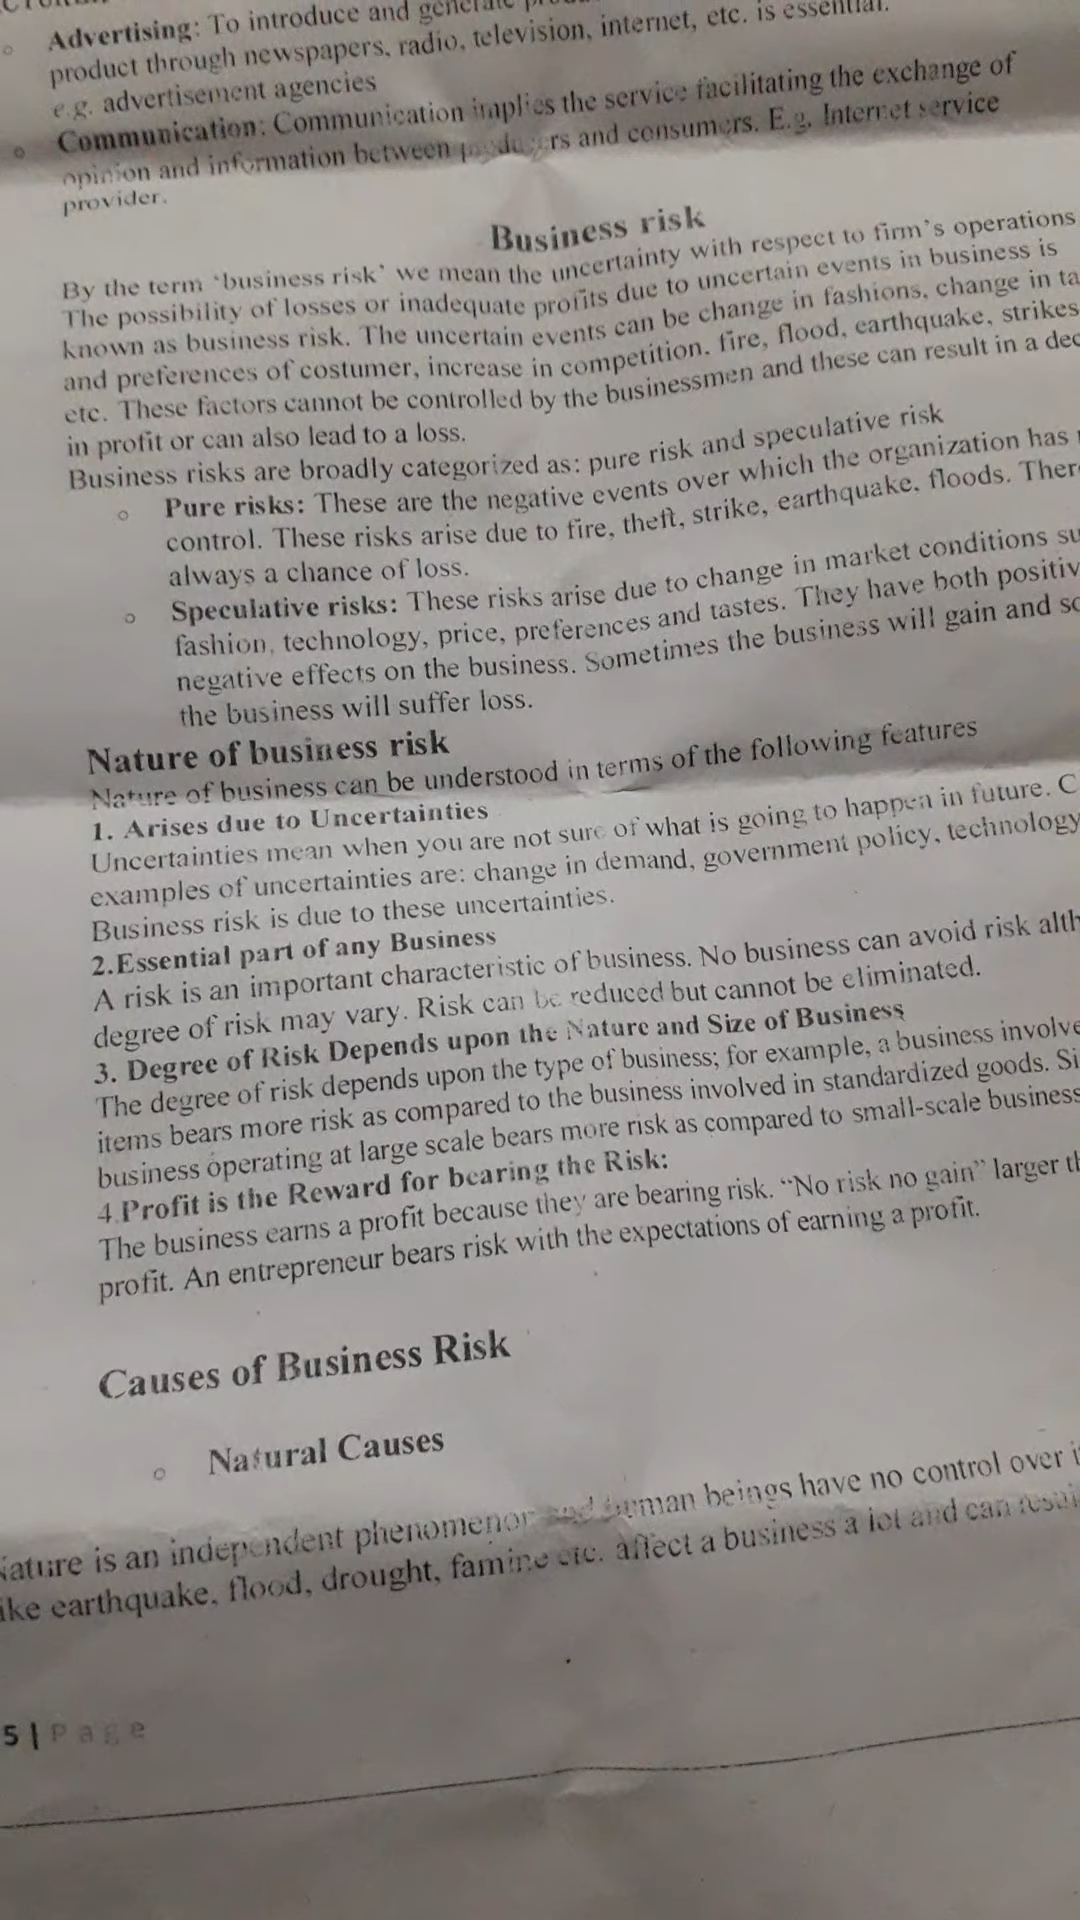 Advertising: To introduce and generate
product through newspapers, radio, television, internet, etc. is essential.
e.g. advertisement agencies
Communication: Communication implies the service facilitating the exchange of
opinion and information between producers and consumers. E.g. Internet service
provider.
Business risk
By the term ‘business risk’ we mean the uncertainty with respect to firm’s operations
The possibility of losses or inadequate profits due to uncertain events in business is
known as business risk. The uncertain events can be change in fashions, change in ta
and preferences of costumer, increase in competition, fire, flood, earthquake, strikes
etc. These factors cannot be controlled by the businessmen and these can result in a dec
in profit or can also lead to a loss.
Business risks are broadly categorized as: pure risk and speculative risk
Pure risks: These are the negative events over which the organization has
control. These risks arise due to fire, theft, strike, earthquake, floods. Ther
always a chance of loss.
Speculative risks: These risks arise due to change in market conditions su
fashion, technology, price, preferences and tastes. They have both positiv
negative effects on the business. Sometimes the business will gain and so
the business will suffer loss.
Nature of business risk
Nature of business can be understood in terms of the following features
1. Arises due to Uncertainties
Uncertainties mean when you are not sure of what is going to happen in future. C
examples of uncertainties are: change in demand, government policy, technology
Business risk is due to these uncertainties.
2.Essential part of any Business
A risk is an important characteristic of business. No business can avoid risk alth
degree of risk may vary. Risk can be reduced but cannot be eliminated.
3. Degree of Risk Depends upon the Nature and Size of Business
The degree of risk depends upon the type of business; for example, a business involve
items bears more risk as compared to the business involved in standardized goods. Si
business operating at large scale bears more risk as compared to small-scale business
4.Profit is the Reward for bearing the Risk:
The business earns a profit because they are bearing risk. “No risk no gain” larger th
profit. An entrepreneur bears risk with the expectations of earning a profit.
Causes of Business Risk
Natural Causes
Nature is an independent phenomenon and human beings have no control over i
ike earthquake, flood, drought, famine etc. affect a business a lot and can resul
5 | Page